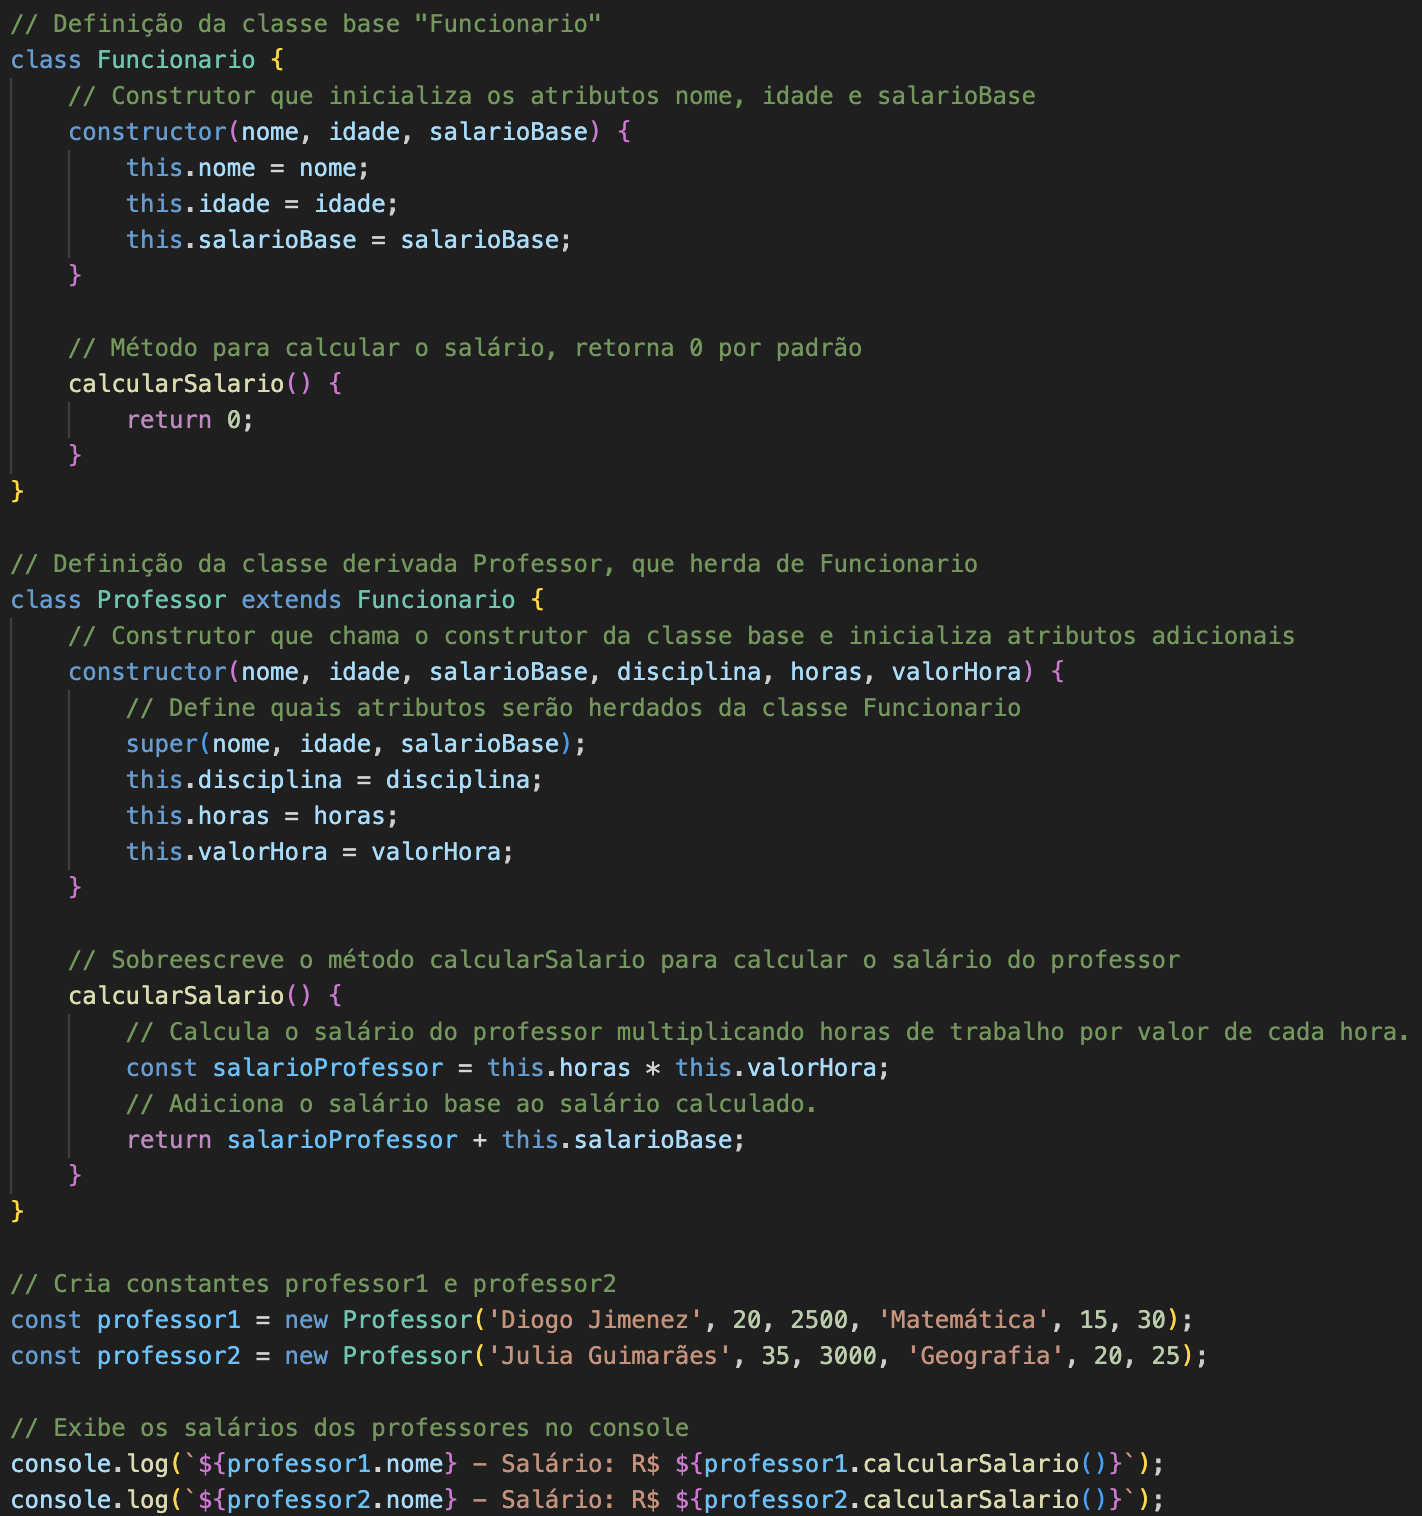 // Definição da classe base "Funcionario"
class Funcionario {
    // Construtor que inicializa os atributos nome, idade e salarioBase
    constructor(nome, idade, salarioBase) {
        this.nome = nome;
        this.idade = idade;
        this.salarioBase = salarioBase;
    }

    // Método para calcular o salário, retorna 0 por padrão
    calcularSalario() {
        return 0;
    }
}

// Definição da classe derivada Professor, que herda de Funcionario
class Professor extends Funcionario {
    // Construtor que chama o construtor da classe base e inicializa atributos adicionais
    constructor(nome, idade, salarioBase, disciplina, horas, valorHora) {
        // Define quais atributos serão herdados da classe Funcionario
        super(nome, idade, salarioBase);
        this.disciplina = disciplina;
        this.horas = horas;
        this.valorHora = valorHora;
    }

    // Sobreescreve o método calcularSalario para calcular o salário do professor
    calcularSalario() {
        // Calcula o salário do professor multiplicando horas de trabalho por valor de cada hora.
        const salarioProfessor = this.horas * this.valorHora;
        // Adiciona o salário base ao salário calculado.
        return salarioProfessor + this.salarioBase;
    }
}

// Cria constantes professor1 e professor2
const professor1 = new Professor('Diogo Jimenez', 20, 2500, 'Matemática', 15, 30);
const professor2 = new Professor('Julia Guimarães', 35, 3000, 'Geografia', 20, 25);

// Exibe os salários dos professores no console
console.log(`${professor1.nome} – Salário: R$ ${professor1.calcularSalario()}`);
console.log(`${professor2.nome} – Salário: R$ ${professor2.calcularSalario()}`);